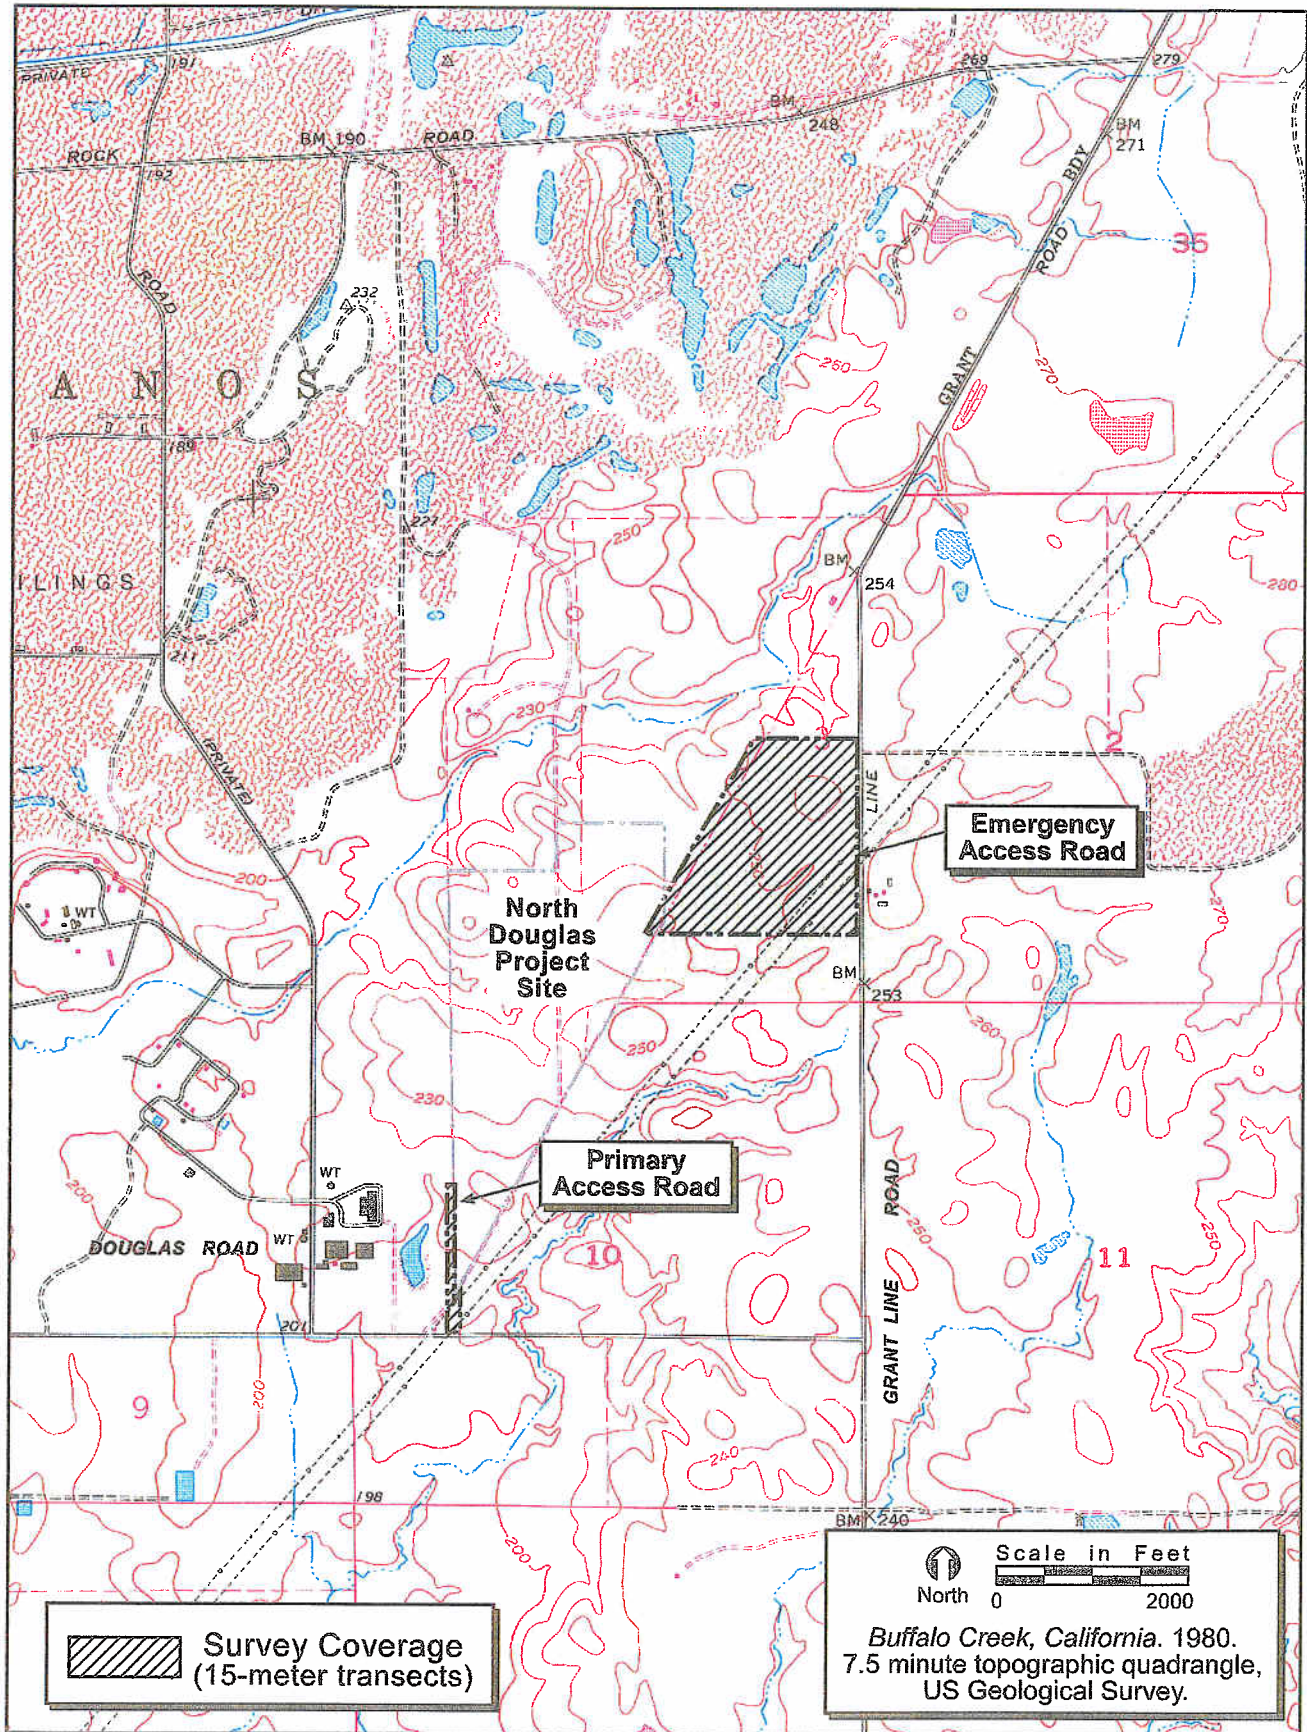 PRIVATE
191
269
279
BM
248
BM
271
BM 190
ROAD
ROCK
192
BDY
ROAD
35
ROAD
232
GRANT
260
270
A N O S
189
227
250
BM
254
280
ILINGS
211
230
2
(PRIVATE)
LINE
Emergency
Access Road
200
250
WT
North
Douglas
Project
Site
270
BM
253
260
250
230
Primary
Access Road
WT
200
ROAD
250
250
DOUGLAS ROAD
WT
10
11
201
GRANT LINE
9
200
240
198
BM 240
200
North
Scale in Feet
0 2000
Buffalo Creek, California. 1980.
7.5 minute topographic quadrangle,
US Geological Survey.
Survey Coverage
(15-meter transects)